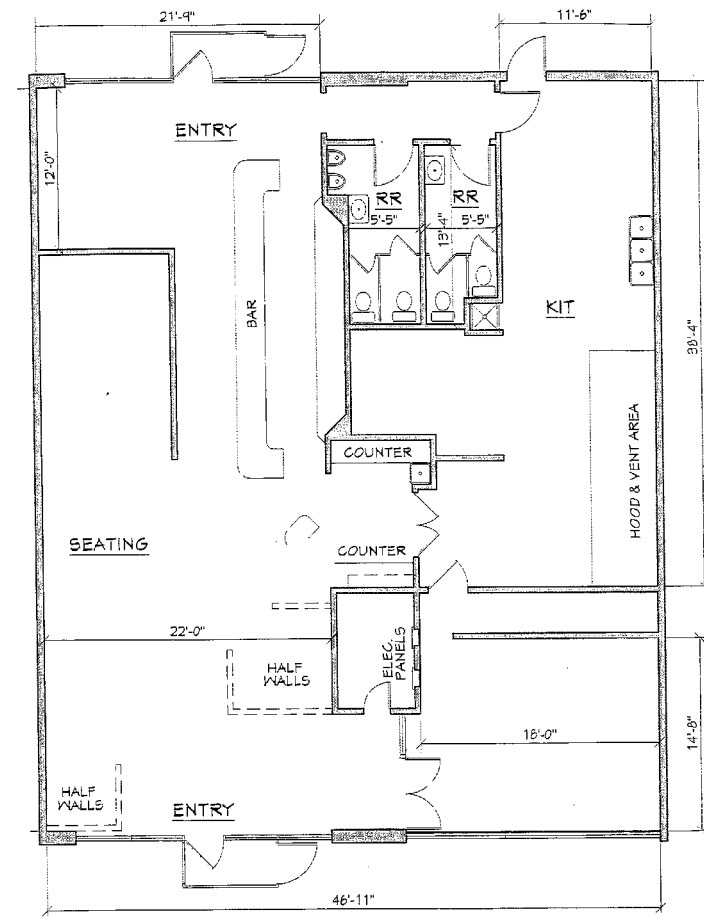 21'-9"
11'-6"
ENTRY
12'-0"
RR
RR
5'-5"
5'-5"
13'-4"
BAR
KIT
38'-4"
HOOD & VENT AREA
COUNTER
SEATING
COUNTER
22'-0"
ELEC.
PANELS
HALF
WALLS
18'-0"
14'-8"
HALF
WALLS
ENTRY
46'-11"